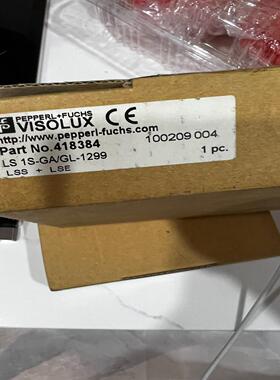 PEPPERL+FUCHS
VISOLUX CE
http://www.pepperl-fuchs.com
Part No.418384 100209 004
LS 1S-GA/GL-1299 1 pc.
LSS + LSE